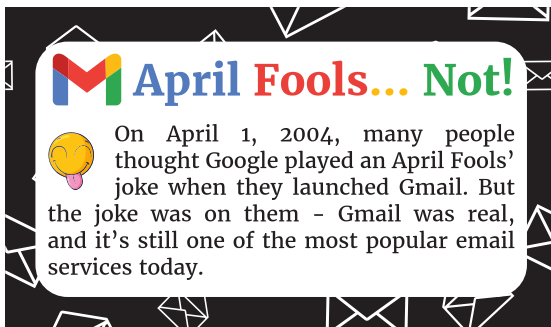 April Fools... Not!
On April 1, 2004, many people
thought Google played an April Fools’
joke when they launched Gmail. But
the joke was on them - Gmail was real,
and it’s still one of the most popular email
services today.